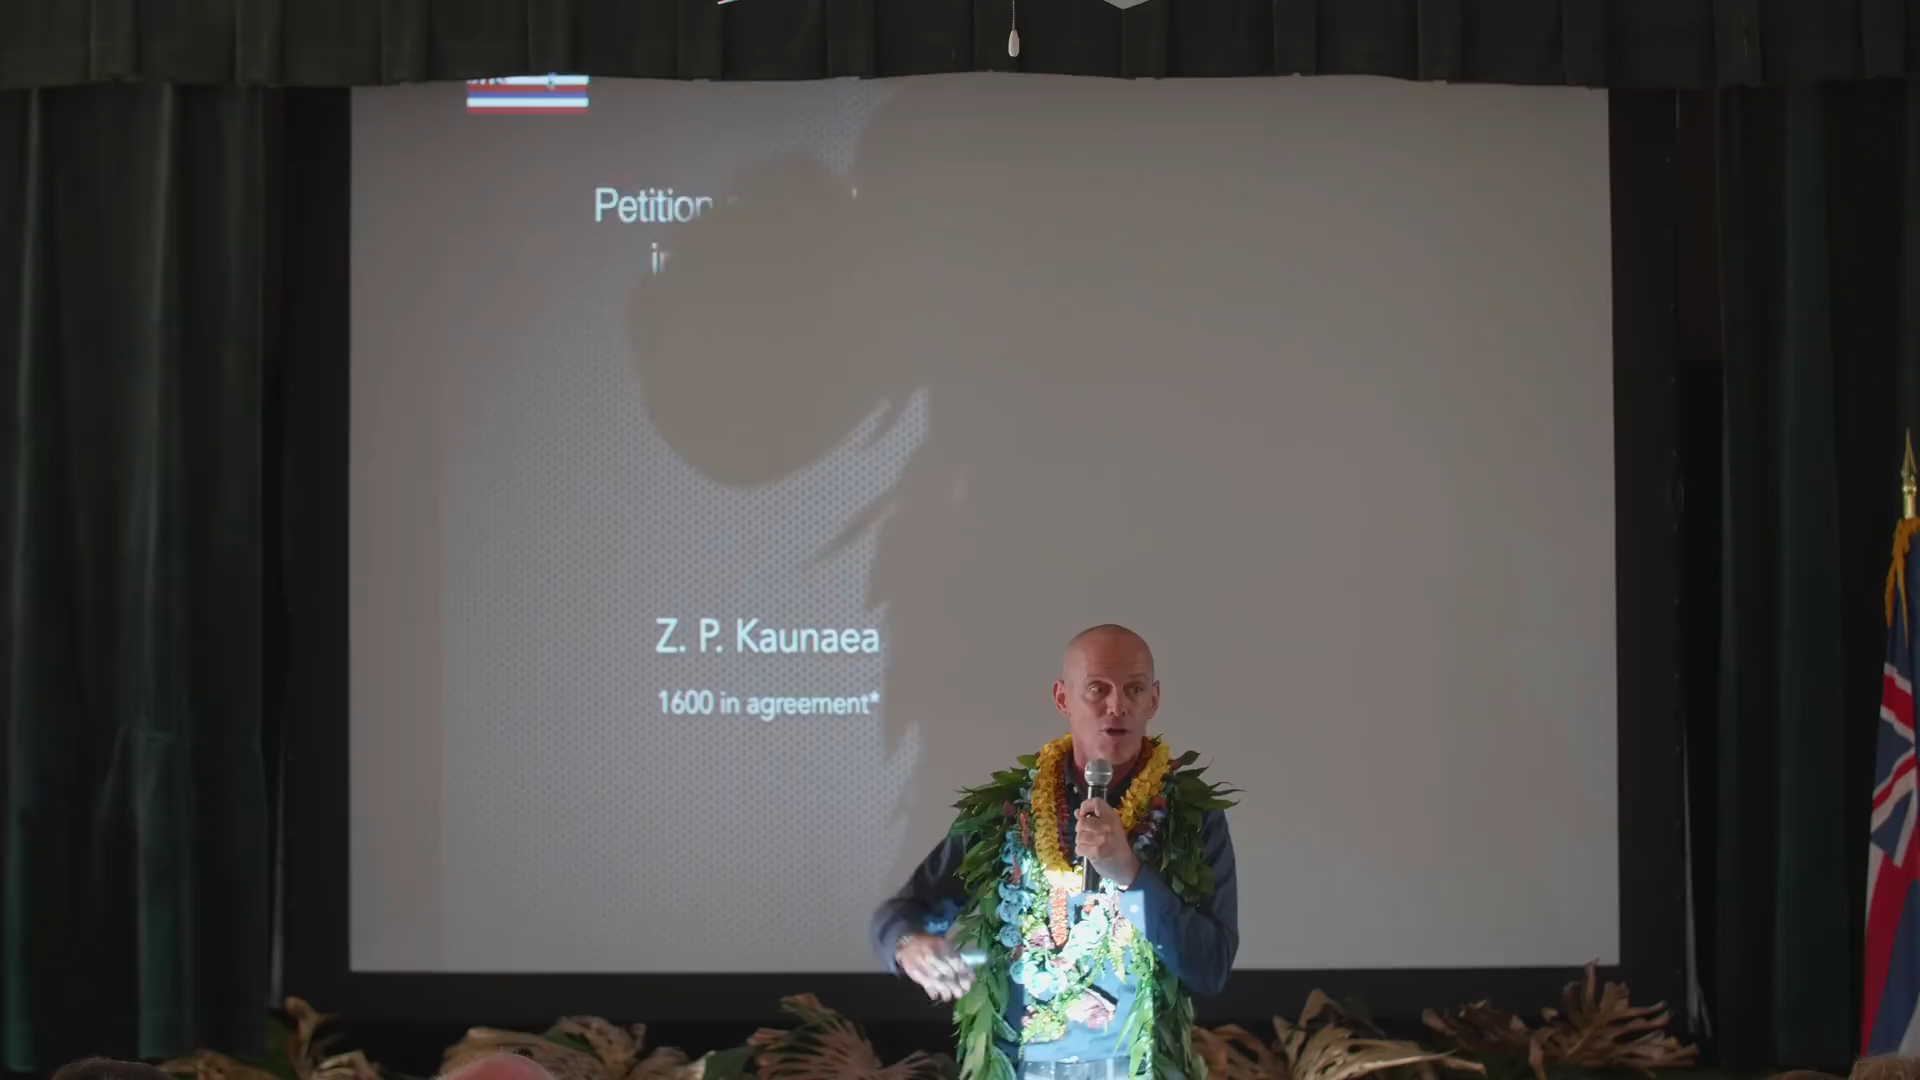 Petition
Z. P. Kaunaea
1600 in agreement*